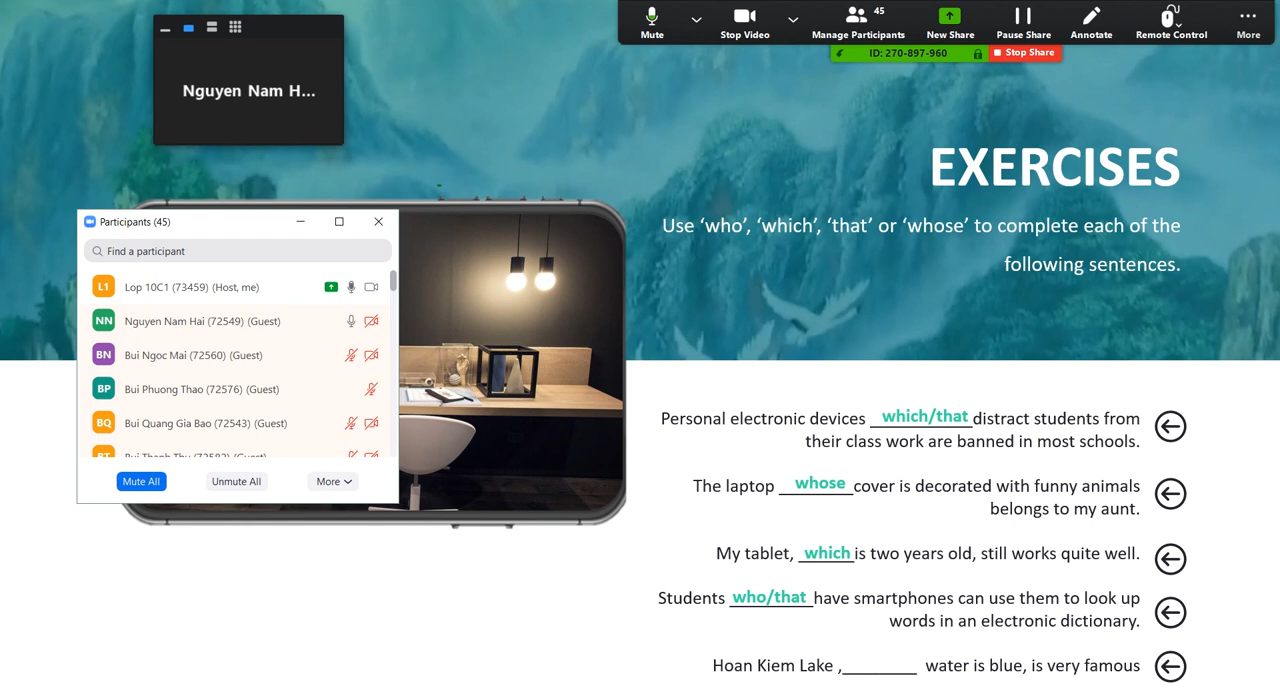 Nguyen Nam H...
Mute
Stop Video
Manage Participants
45
New Share
Pause Share
Annotate
Remote Control
More
ID: 270-897-960
Stop Share
EXERCISES
Use ‘who’, ‘which’, ‘that’ or ‘whose’ to complete each of the
following sentences.
Participants (45)
Find a participant
L1 Lop 10C1 (73459) (Host, me)
NN Nguyen Nam Hai (72549) (Guest)
BN Bui Ngoc Mai (72560) (Guest)
BP Bui Phuong Thao (72576) (Guest)
BQ Bui Quang Gia Bao (72543) (Guest)
Mute All
Unmute All
More
Personal electronic devices which/that distract students from
their class work are banned in most schools.
The laptop whose cover is decorated with funny animals
belongs to my aunt.
My tablet, which is two years old, still works quite well.
Students who/that have smartphones can use them to look up
words in an electronic dictionary.
Hoan Kiem Lake ,________ water is blue, is very famous